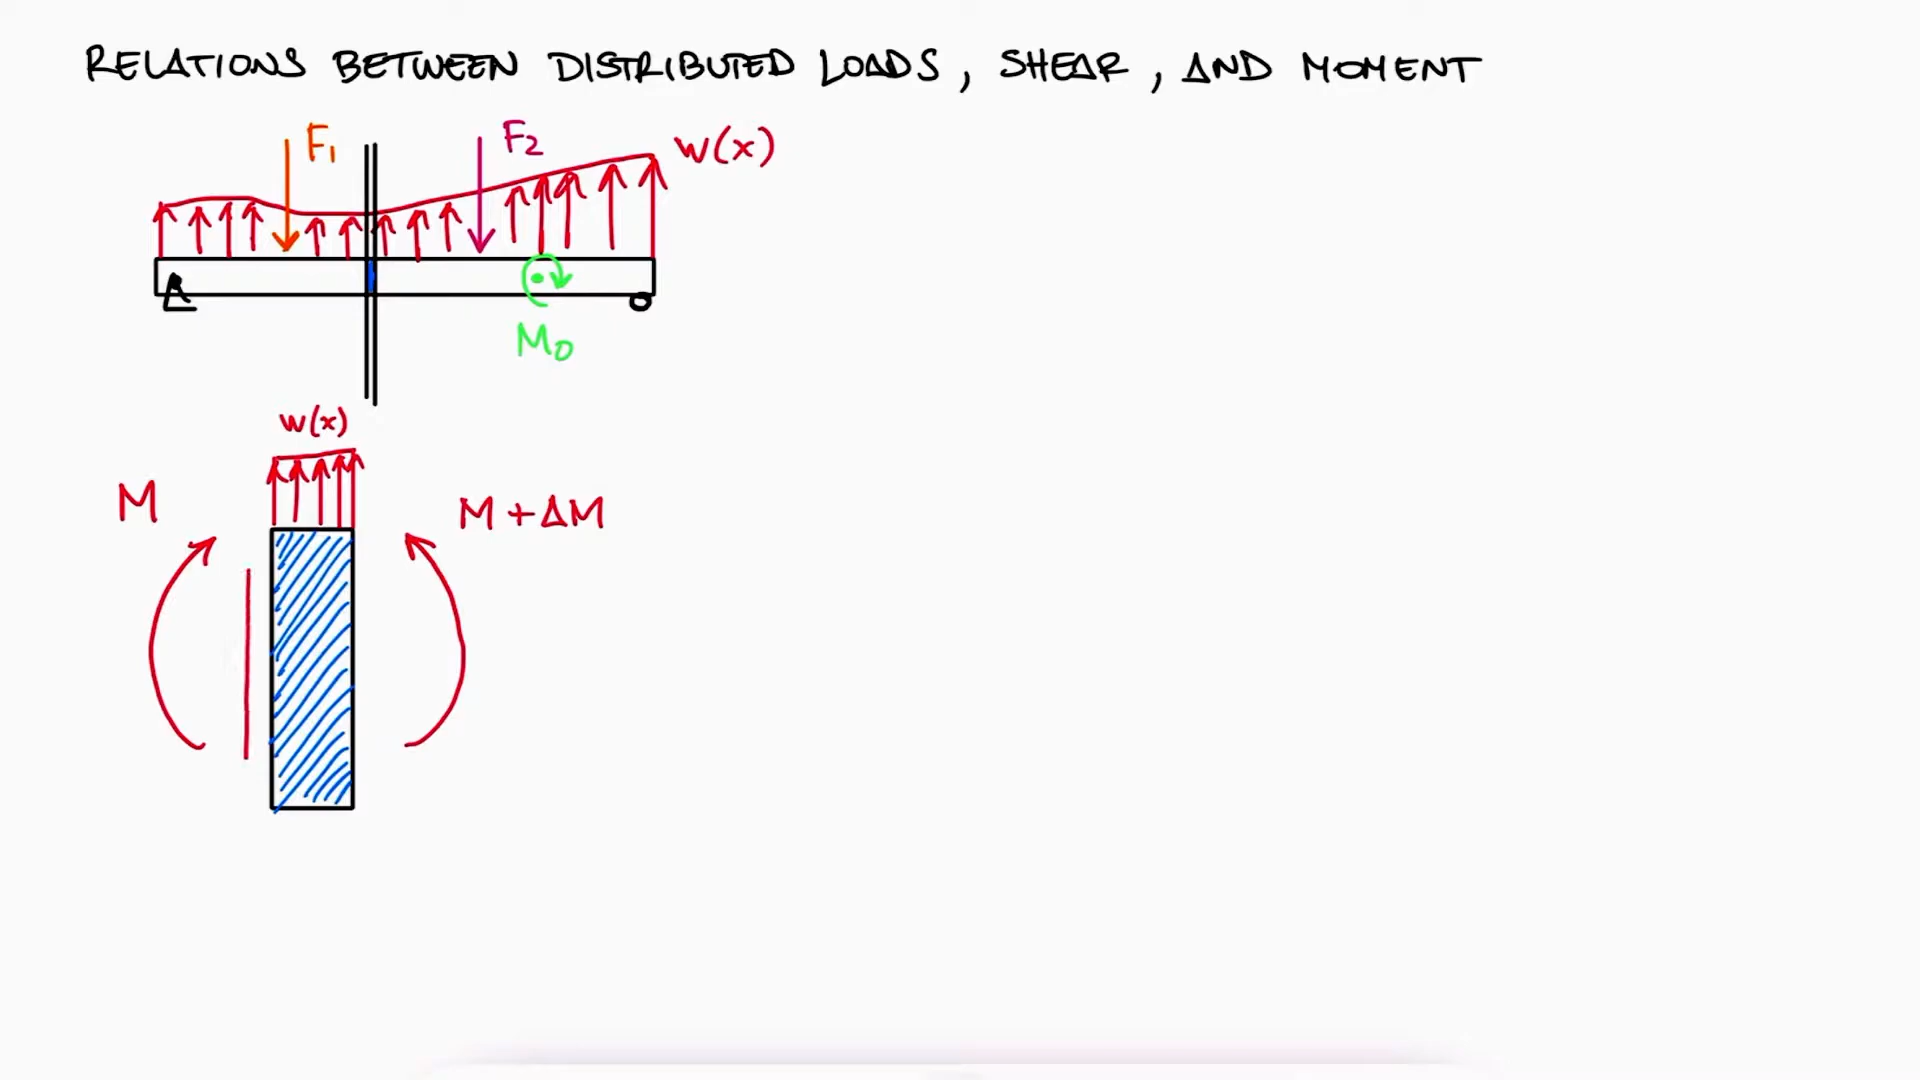 RELATIONS BETWEEN DISTRIBUTED LOADS, SHEAR, AND MOMENT
F1 F2 W(x)
M0
W(x)
M M + ΔM